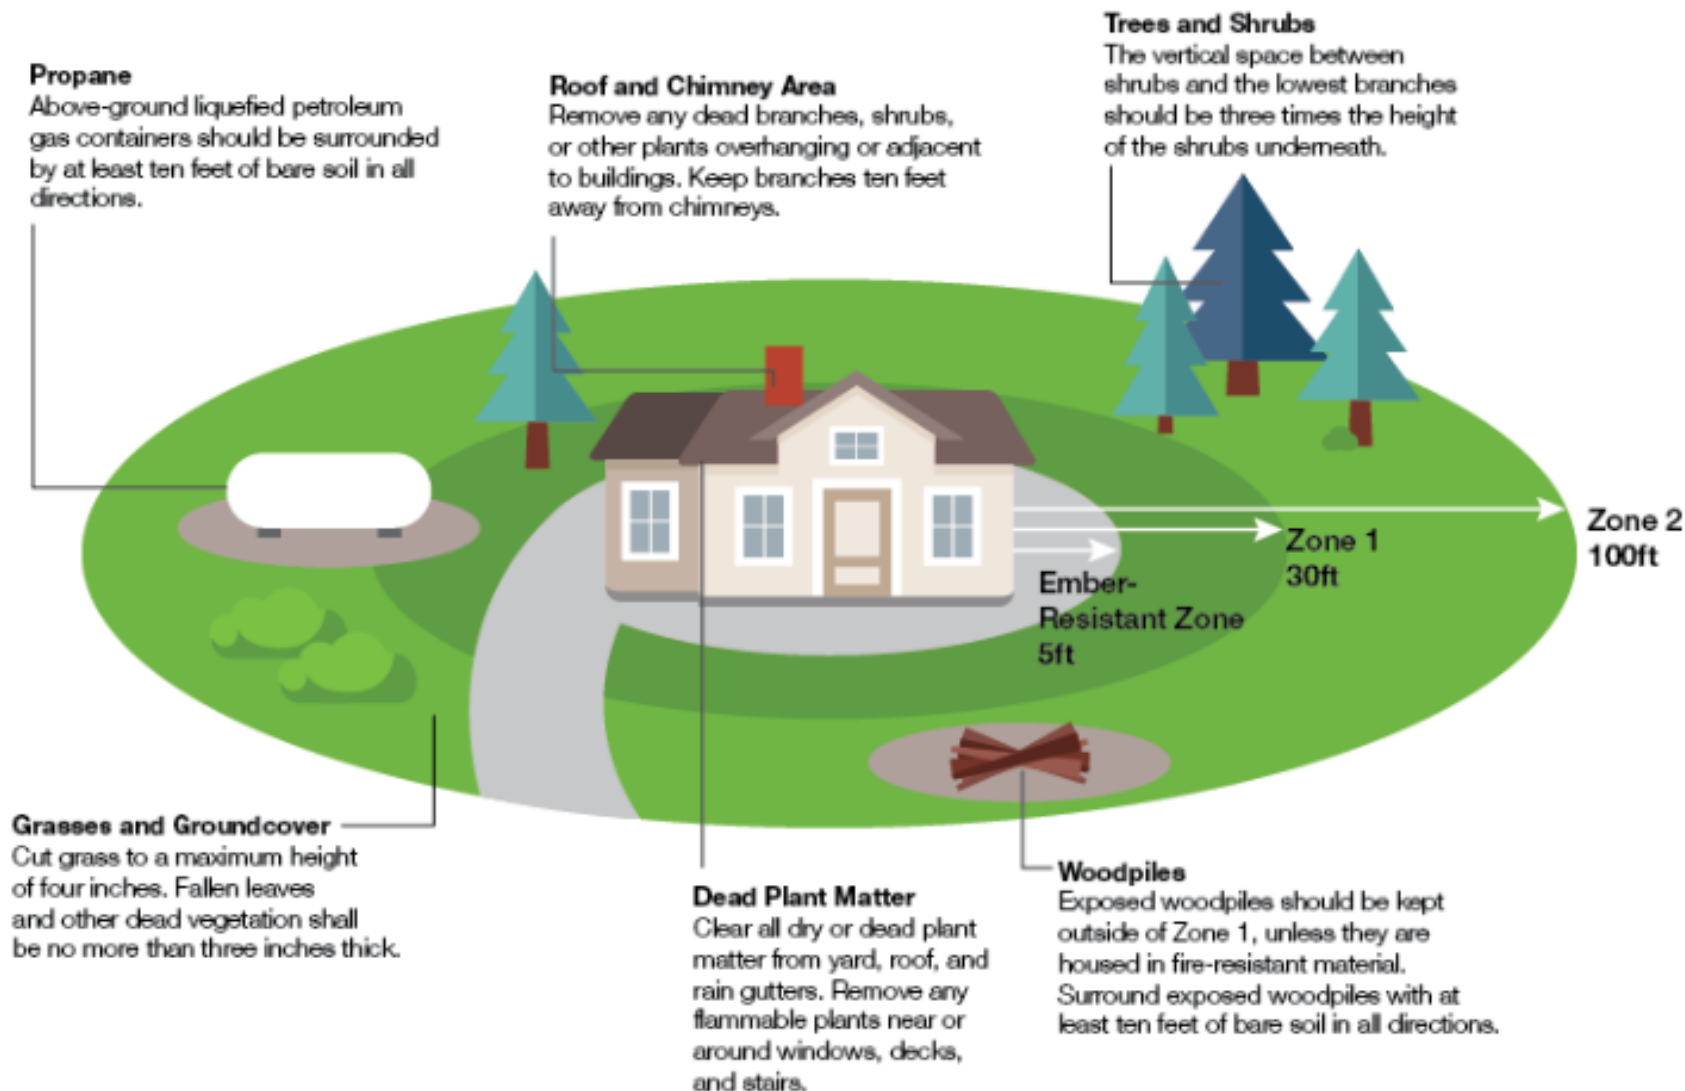 Propane
Above-ground liquefied petroleum
gas containers should be surrounded
by at least ten feet of bare soil in all
directions.
Roof and Chimney Area
Remove any dead branches, shrubs,
or other plants overhanging or adjacent
to buildings. Keep branches ten feet
away from chimneys.
Trees and Shrubs
The vertical space between
shrubs and the lowest branches
should be three times the height
of the shrubs underneath.
Zone 2
100ft
Zone 1
30ft
Ember-
Resistant Zone
5ft
Grasses and Groundcover
Cut grass to a maximum height
of four inches. Fallen leaves
and other dead vegetation shall
be no more than three inches thick.
Dead Plant Matter
Clear all dry or dead plant
matter from yard, roof, and
rain gutters. Remove any
flammable plants near or
around windows, decks,
and stairs.
Woodpiles
Exposed woodpiles should be kept
outside of Zone 1, unless they are
housed in fire-resistant material.
Surround exposed woodpiles with at
least ten feet of bare soil in all directions.